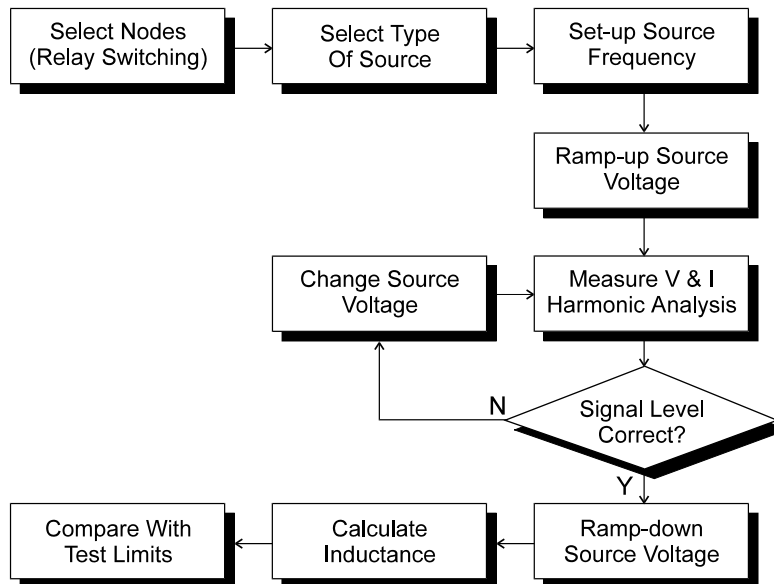 Select Nodes
(Relay Switching)
Select Type
Of Source
Set-up Source
Frequency
Ramp-up Source
Voltage
Change Source
Voltage
Measure V & I
Harmonic Analysis
N
Signal Level
Correct?
Y
Compare With
Test Limits
Calculate
Inductance
Ramp-down
Source Voltage